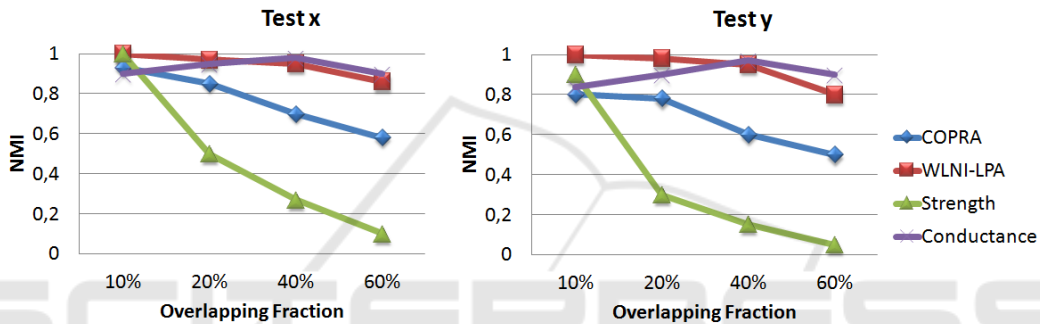 Test x
1
0,8
0,6
0,4
0,2
0
NMI
10% 20% 40% 60%
Overlapping Fraction
Test y
1
0,8
0,6
0,4
0,2
0
NMI
10% 20% 40% 60%
Overlapping Fraction
COPRA
WLNI-LPA
Strength
Conductance